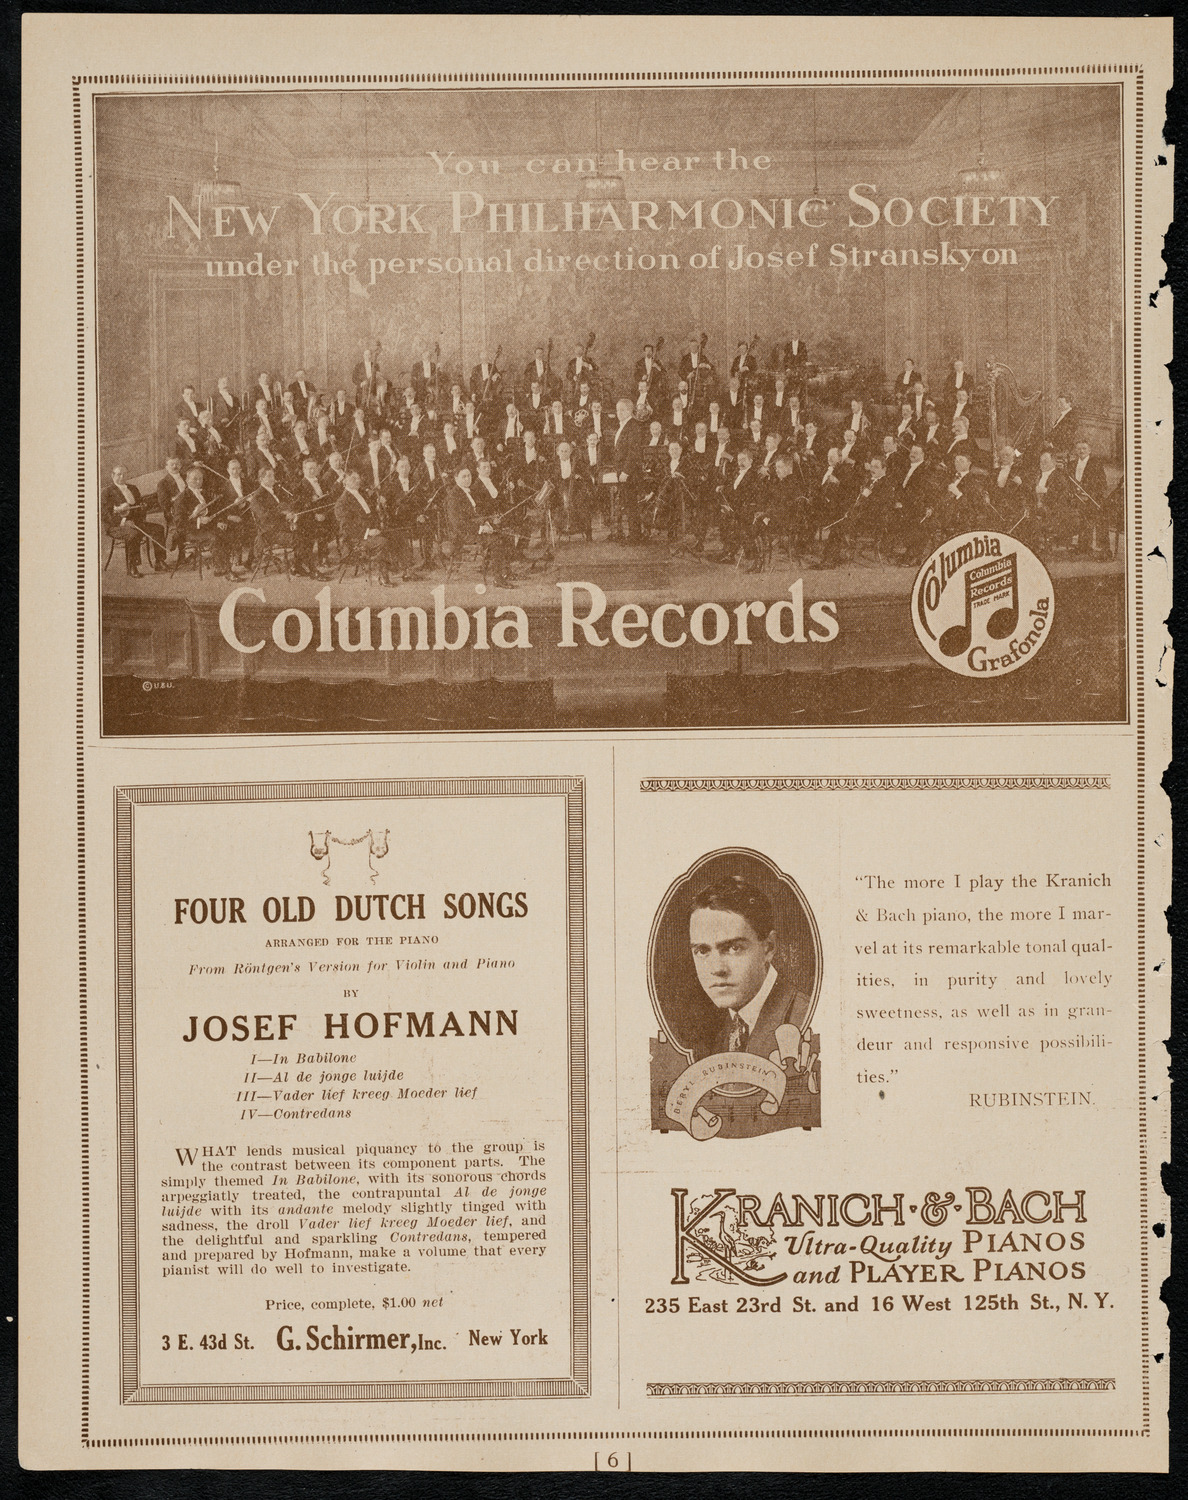 You can hear the
NEW YORK PHILHARMONIC SOCIETY
under the personal direction of Josef Stransky on
Columbia Records
Columbia
Columbia
Records
TRADE MARK
Grafonola
© U.&U.
FOUR OLD DUTCH SONGS
ARRANGED FOR THE PIANO
From Röntgen's Version for Violin and Piano
BY
JOSEF HOFMANN
I—In Babilone
II—Al de jonge luijde
III—Vader lief kreeg Moeder lief
IV—Contredans
WHAT lends musical piquancy to the group is
the contrast between its component parts. The
simply themed In Babilone, with its sonorous chords
arpeggiatly treated, the contrapuntal Al de jonge
luijde with its andante melody slightly tinged with
sadness, the droll Vader lief kreeg Moeder lief, and
the delightful and sparkling Contredans, tempered
and prepared by Hofmann, make a volume that every
pianist will do well to investigate.
Price, complete, $1.00 net
3 E. 43d St. G. Schirmer, Inc. New York
BERYL RUBINSTEIN
“The more I play the Kranich
& Bach piano, the more I mar-
vel at its remarkable tonal qual-
ities, in purity and lovely
sweetness, as well as in gran-
deur and responsive possibili-
ties.”
RUBINSTEIN.
KRANICH·&·BACH
Ultra-Quality PIANOS
and PLAYER PIANOS
235 East 23rd St. and 16 West 125th St., N. Y.
[ 6 ]